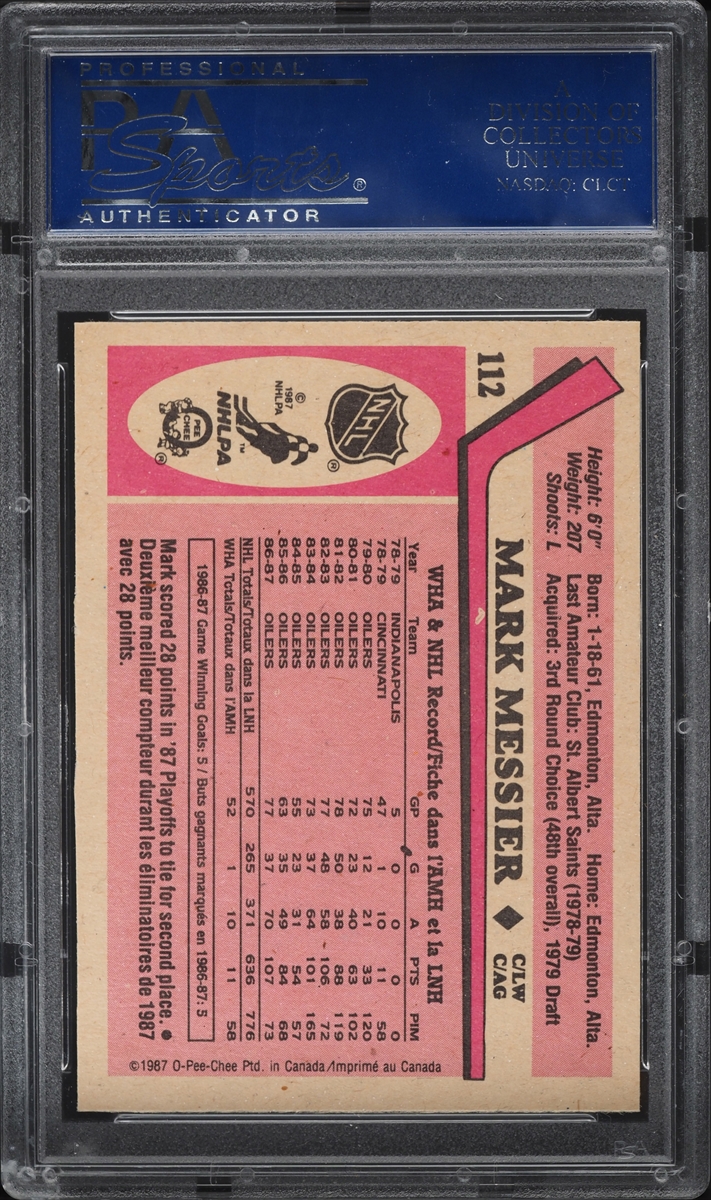 PROFESSIONAL
PSA
Sports®
AUTHENTICATOR
A
DIVISION OF
COLLECTORS
UNIVERSE
NASDAQ: CLCT
112
Height: 6'0" Born: 1-18-61, Edmonton, Alta. Home: Edmonton, Alta.
Weight: 207 Last Amateur Club: St. Albert Saints (1978-79)
Shoots: L Acquired: 3rd Round Choice (48th overall), 1979 Draft
MARK MESSIER ◆ C/LW
C/AG
NHL ®
© 1987
NHLPA
NHLPA ™
O PEE CHEE ®
WHA & NHL Record/Fiche dans l'AMH et la LNH
Year Team GP G A PTS PIM
78-79 INDIANAPOLIS 5 0 0 0 0
78-79 CINCINNATI 47 1 10 11 58
79-80 OILERS 75 12 21 33 120
80-81 OILERS 72 23 40 63 102
81-82 OILERS 78 50 38 88 119
82-83 OILERS 77 48 58 106 72
83-84 OILERS 73 37 64 101 165
84-85 OILERS 55 23 31 54 57
85-86 OILERS 63 35 49 84 68
86-87 OILERS 77 37 70 107 73
NHL Totals/Totaux dans la LNH 570 265 371 636 776
WHA Totals/Totaux dans l'AMH 52 1 10 11 58
1986-87 Game Winning Goals: 5 / Buts gagnants marqués en 1986-87: 5
Mark scored 28 points in '87 Playoffs to tie for second place. ●
Deuxième meilleur compteur durant les éliminatoires de 1987
avec 28 points.
©1987 O-Pee-Chee Ptd. in Canada/Imprimé au Canada
PSA